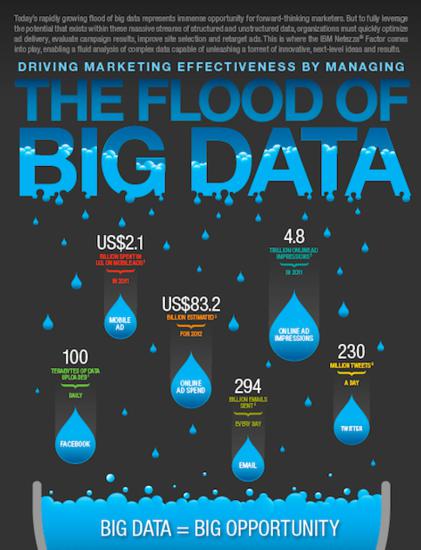 Today's rapidly growing flood of big data represents immense opportunity for forward-thinking marketers. But to fully leverage
the potential that exists within these massive streams of structured and unstructured data, organizations must quickly optimize
ad delivery, evaluate campaign results, improve site selection and retarget ads. This is where the IBM Netezza® Factor comes
into play, enabling a fluid analysis of complex data capable of unleashing a torrent of innovative, next-level ideas and results.
DRIVING MARKETING EFFECTIVENESS BY MANAGING
THE FLOOD OF
BIG DATA
US$2.1
BILLION SPENT IN
U.S. ON MOBILE ADS
IN 2011
MOBILE
AD
4.8
TRILLION ONLINE AD
IMPRESSIONS
IN 2011
ONLINE AD
IMPRESSIONS
US$83.2
BILLION ESTIMATED
FOR 2012
ONLINE
AD SPEND
100
TERABYTES OF DATA
UPLOADED
DAILY
FACEBOOK
294
BILLION EMAILS
SENT
EVERY DAY
EMAIL
230
MILLION TWEETS
A DAY
TWITTER
BIG DATA = BIG OPPORTUNITY